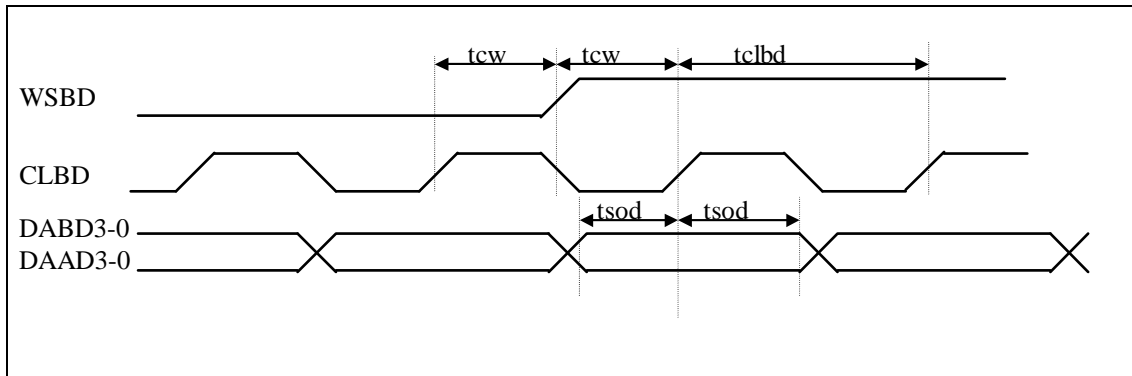 tcw tcw tclbd
WSBD
CLBD
tsod tsod
DABD3-0
DAAD3-0